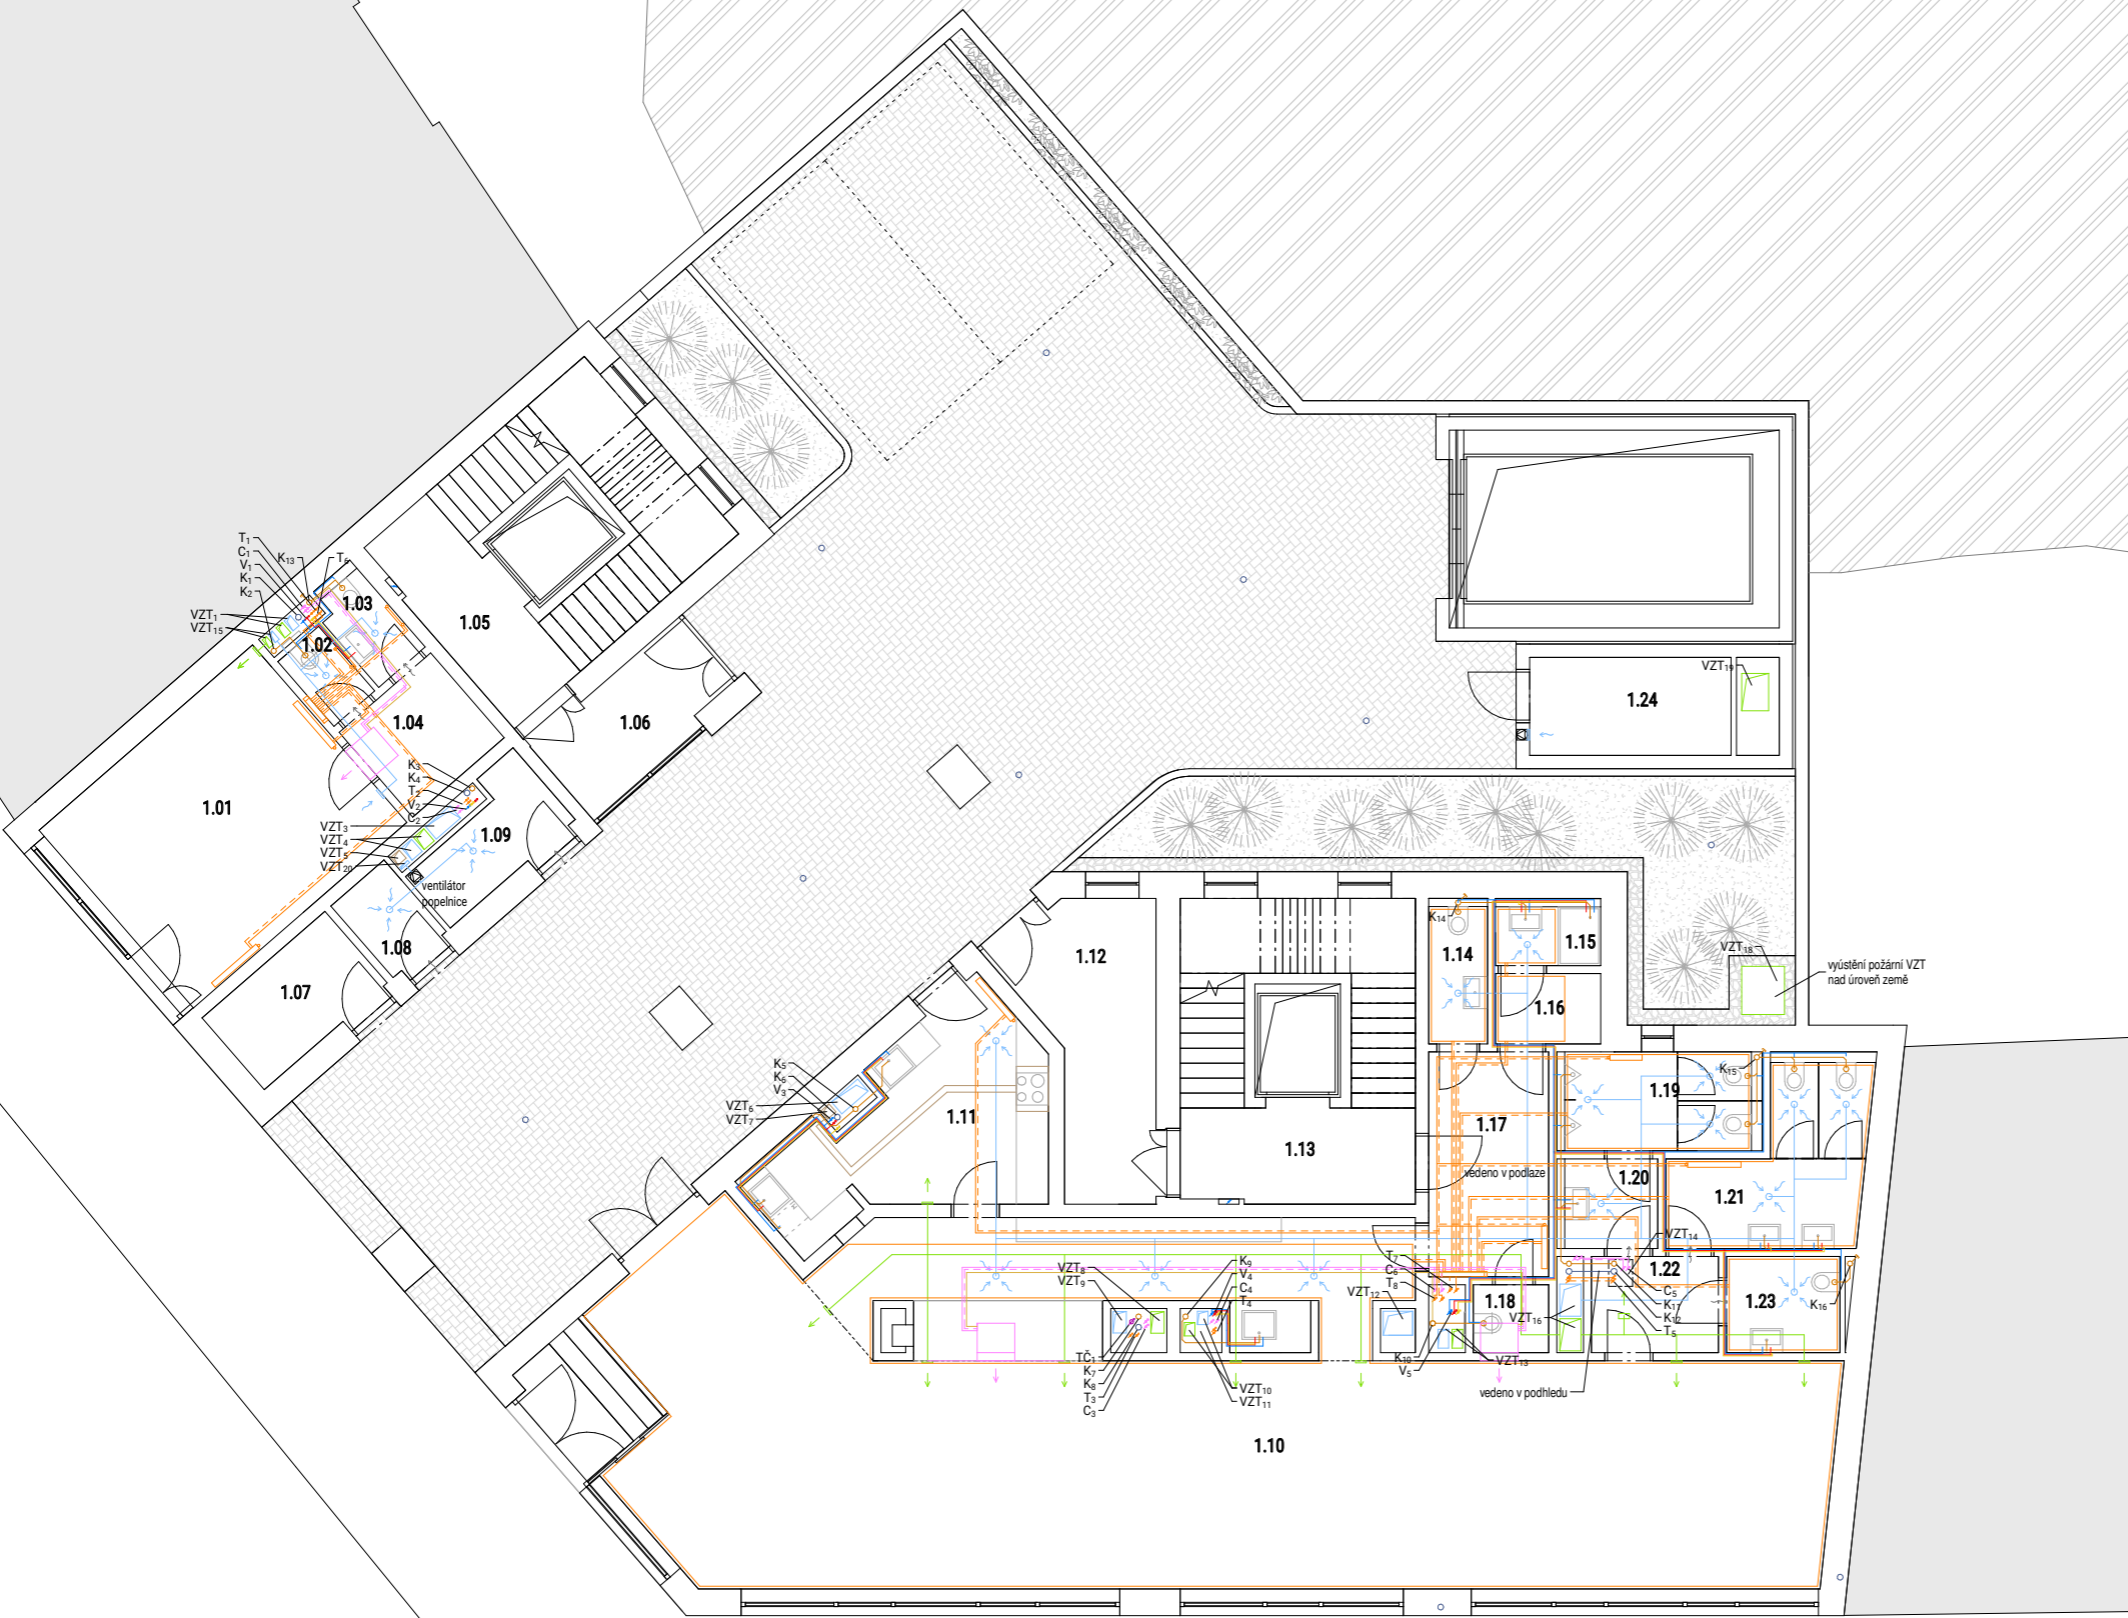 T₁
C₁
V₁
K₁
K₂
K₁₃
T₆
VZT₁
VZT₁₅
1.03
1.02
1.05
1.04
1.06
1.01
K₃
K₄
T₂
V₂
C₂
VZT₃
VZT₄
VZT₅
VZT₂₀
1.09
ventilátor
popelnice
1.08
1.07
VZT₁₉
1.24
1.12
K₁₄
1.14
1.15
1.16
VZT₁₈
vyústění požární VZT
nad úroveň země
K₅
K₆
V₃
VZT₆
VZT₇
1.11
1.13
1.17
vedeno v podlaze
K₁₅
1.19
1.20
1.21
VZT₁₄
1.22
C₅
K₁₁
K₁₂
T₅
1.23
K₁₆
T₇
C₆
T₈
VZT₁₂
1.18
VZT₁₆
VZT₁₃
K₁₀
V₅
vedeno v podhledu
VZT₈
VZT₉
K₉
V₄
C₄
T₄
TČ₁
K₇
K₈
T₃
C₃
VZT₁₀
VZT₁₁
1.10